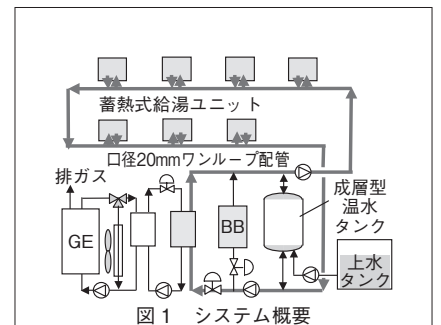 蓄熱式給湯ユニット
口径20mmワンループ配管
排ガス
成層型
温水
タンク
GE
BB
上水
タンク
図1 システム概要